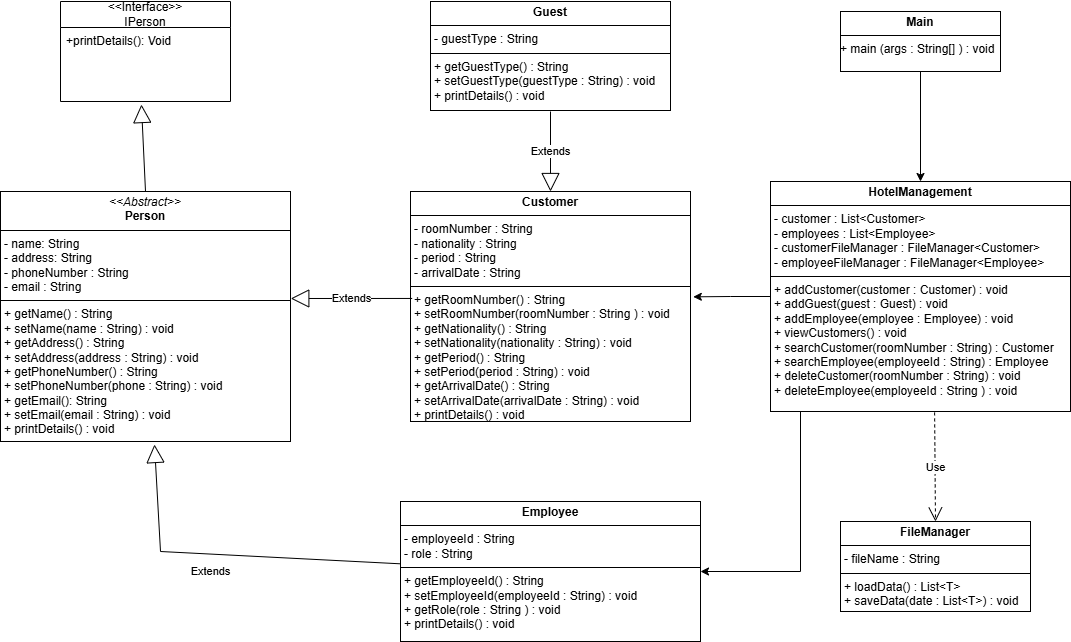 <<Interface>>
IPerson
+printDetails(): Void
Guest
- guestType : String
+ getGuestType() : String
+ setGuestType(guestType : String) : void
+ printDetails() : void
Main
+ main (args : String[] ) : void
Extends
<<Abstract>>
Person
- name: String
- address: String
- phoneNumber : String
- email : String
+ getName() : String
+ setName(name : String) : void
+ getAddress() : String
+ setAddress(address : String) : void
+ getPhoneNumber() : String
+ setPhoneNumber(phone : String) : void
+ getEmail(): String
+ setEmail(email : String) : void
+ printDetails() : void
Extends
Customer
- roomNumber : String
- nationality : String
- period : String
- arrivalDate : String
+ getRoomNumber() : String
+ setRoomNumber(roomNumber : String ) : void
+ getNationality() : String
+ setNationality(nationality : String) : void
+ getPeriod() : String
+ setPeriod(period : String) : void
+ getArrivalDate() : String
+ setArrivalDate(arrivalDate : String) : void
+ printDetails() : void
HotelManagement
- customer : List<Customer>
- employees : List<Employee>
- customerFileManager : FileManager<Customer>
- employeeFileManager : FileManager<Employee>
+ addCustomer(customer : Customer) : void
+ addGuest(guest : Guest) : void
+ addEmployee(employee : Employee) : void
+ viewCustomers() : void
+ searchCustomer(roomNumber : String) : Customer
+ searchEmployee(employeeId : String) : Employee
+ deleteCustomer(roomNumber : String) : void
+ deleteEmployee(employeeId : String ) : void
Use
Extends
Employee
- employeeId : String
- role : String
+ getEmployeeId() : String
+ setEmployeeId(employeeId : String) : void
+ getRole(role : String ) : void
+ printDetails() : void
FileManager
- fileName : String
+ loadData() : List<T>
+ saveData(date : List<T>) : void